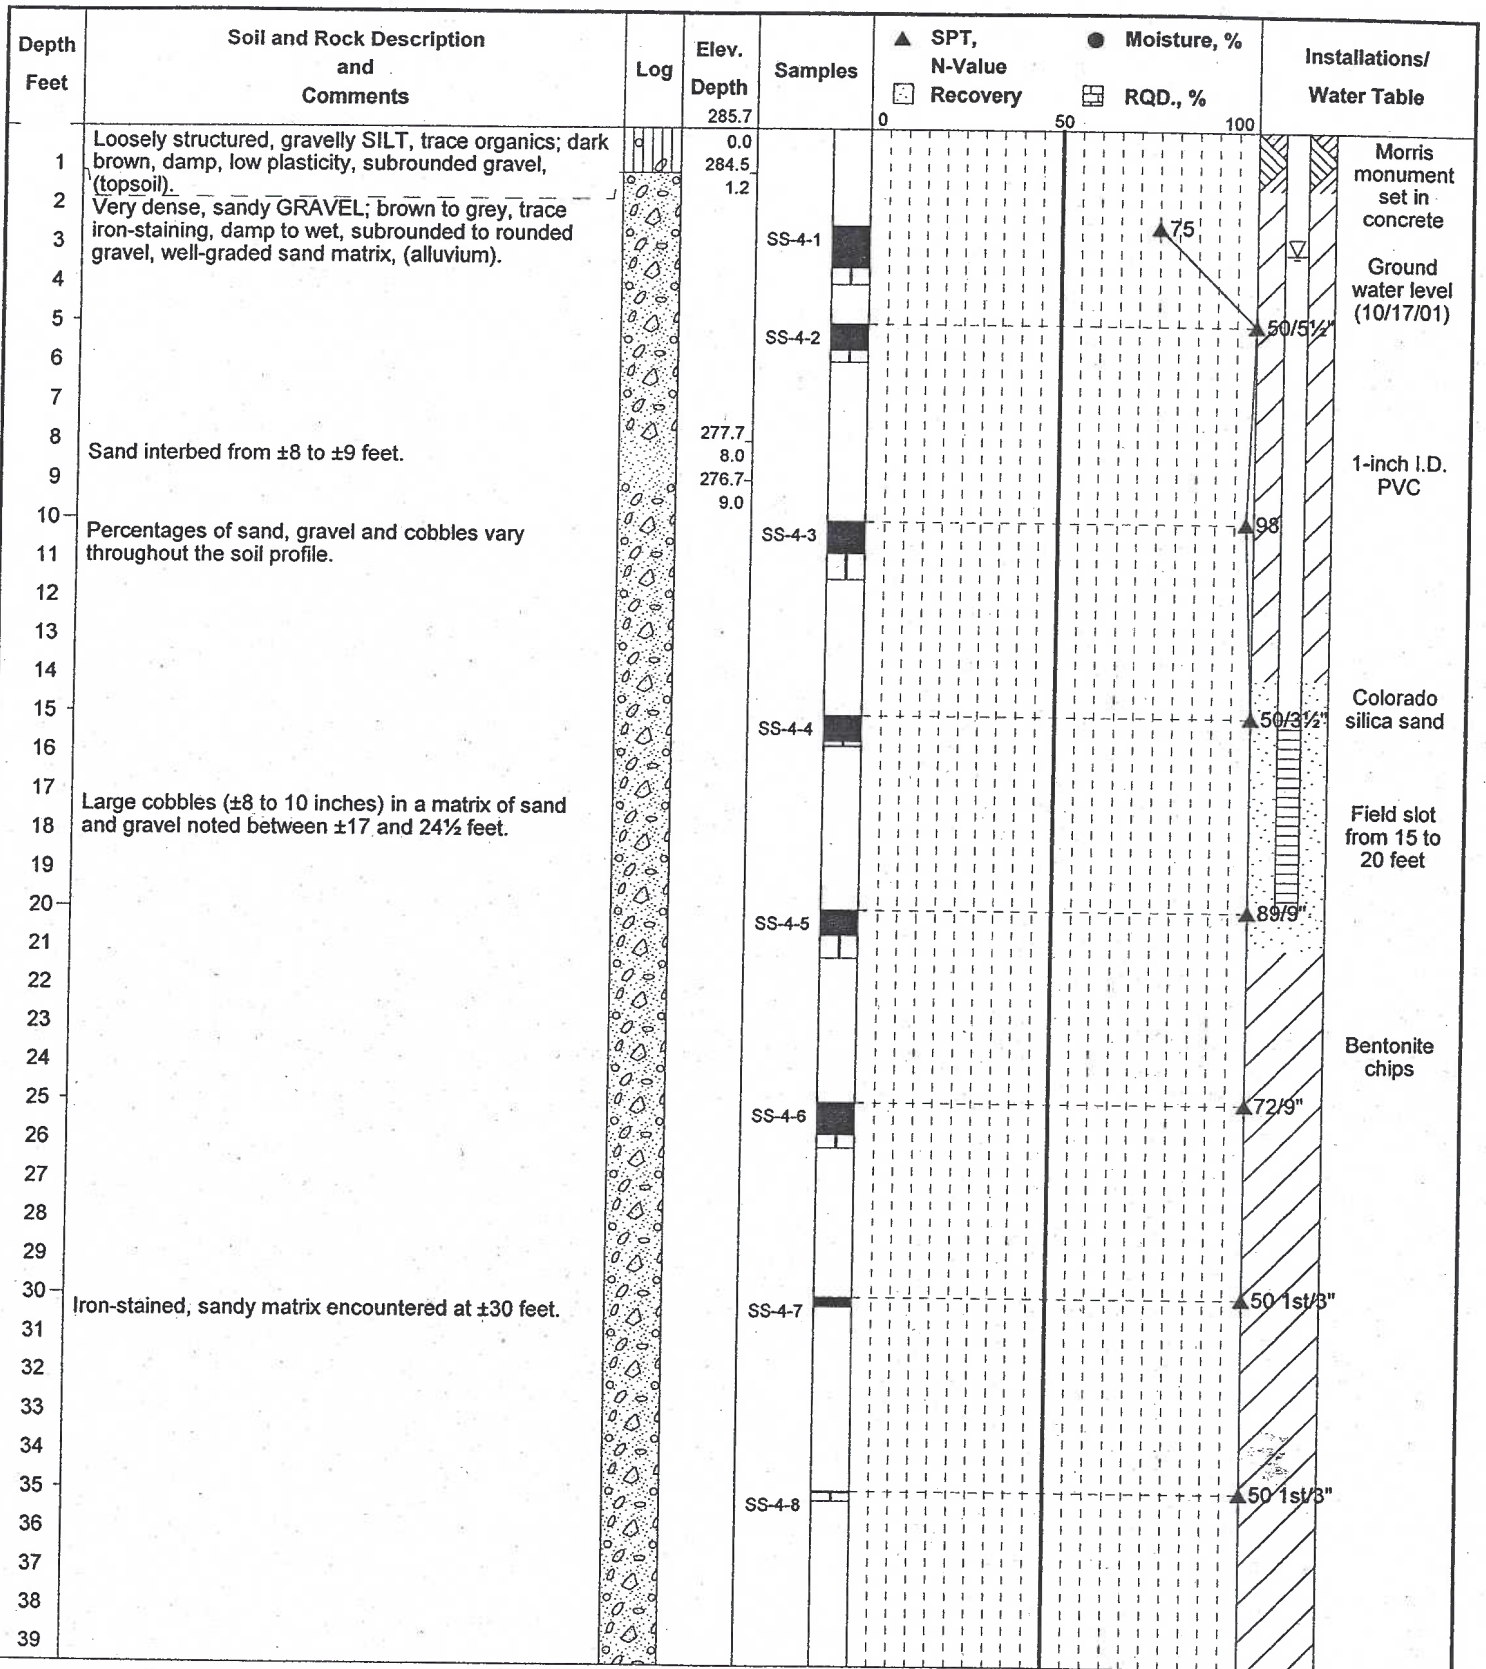 Depth
Feet
Soil and Rock Description
and
Comments
Log
Elev.
Depth
285.7
Samples
SPT,
N-Value
Moisture, %
Recovery
RQD., %
0
50
100
Installations/
Water Table
Loosely structured, gravelly SILT, trace organics; dark
brown, damp, low plasticity, subrounded gravel,
(topsoil).
Very dense, sandy GRAVEL; brown to grey, trace
iron-staining, damp to wet, subrounded to rounded
gravel, well-graded sand matrix, (alluvium).
Sand interbed from ±8 to ±9 feet.
Percentages of sand, gravel and cobbles vary
throughout the soil profile.
Large cobbles (±8 to 10 inches) in a matrix of sand
and gravel noted between ±17 and 24½ feet.
Iron-stained, sandy matrix encountered at ±30 feet.
1
2
3
4
5
6
7
8
9
10
11
12
13
14
15
16
17
18
19
20
21
22
23
24
25
26
27
28
29
30
31
32
33
34
35
36
37
38
39
0.0
284.5
1.2
277.7
8.0
276.7
9.0
SS-4-1
SS-4-2
SS-4-3
SS-4-4
SS-4-5
SS-4-6
SS-4-7
SS-4-8
75
50/5½"
98
50/3½"
89/9"
72/9"
50 1st/3"
50 1st/3"
Morris
monument
set in
concrete
Ground
water level
(10/17/01)
1-inch I.D.
PVC
Colorado
silica sand
Field slot
from 15 to
20 feet
Bentonite
chips